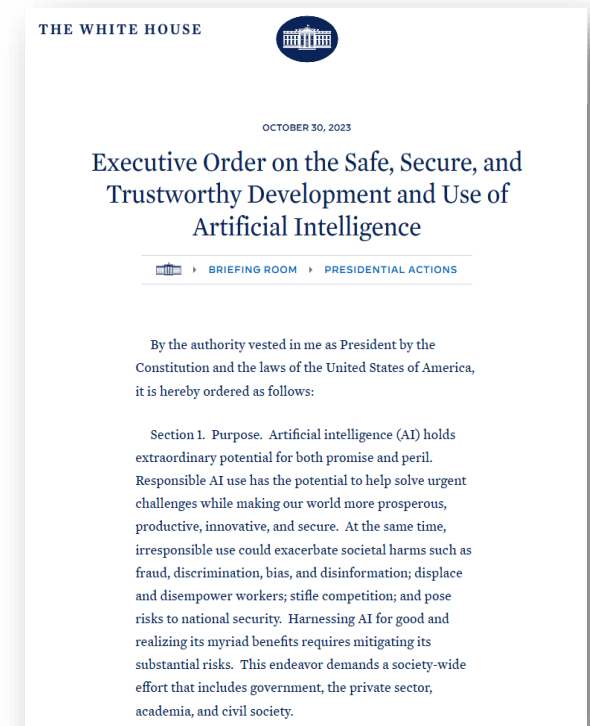 THE WHITE HOUSE
OCTOBER 30, 2023
Executive Order on the Safe, Secure, and
Trustworthy Development and Use of
Artificial Intelligence
BRIEFING ROOM
PRESIDENTIAL ACTIONS
By the authority vested in me as President by the
Constitution and the laws of the United States of America,
it is hereby ordered as follows:
Section 1.  Purpose.  Artificial intelligence (AI) holds
extraordinary potential for both promise and peril.
Responsible AI use has the potential to help solve urgent
challenges while making our world more prosperous,
productive, innovative, and secure.  At the same time,
irresponsible use could exacerbate societal harms such as
fraud, discrimination, bias, and disinformation; displace
and disempower workers; stifle competition; and pose
risks to national security.  Harnessing AI for good and
realizing its myriad benefits requires mitigating its
substantial risks.  This endeavor demands a society-wide
effort that includes government, the private sector,
academia, and civil society.